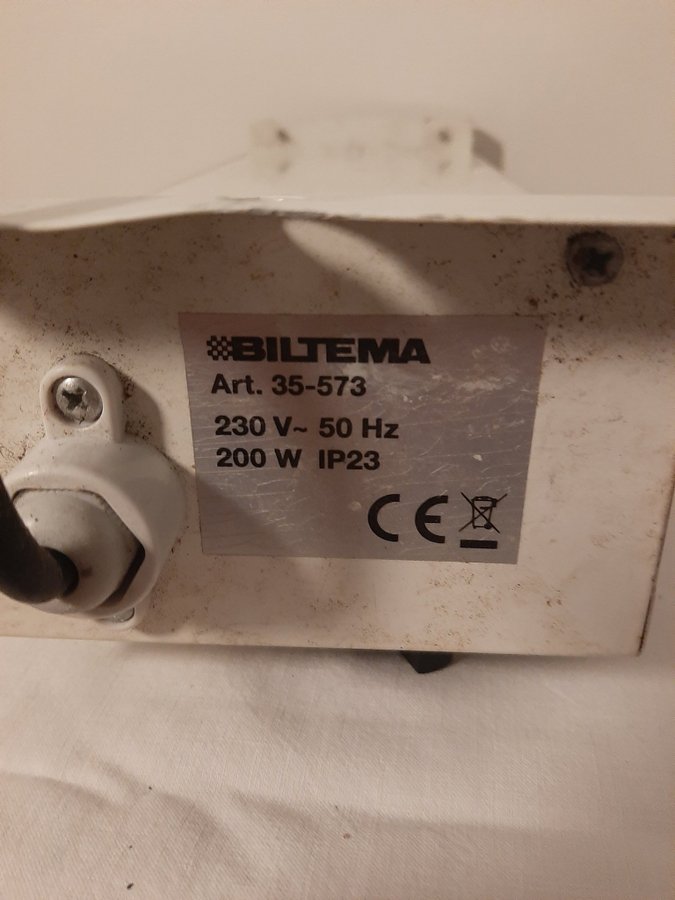 BILTEMA
Art. 35-573
230 V~ 50 Hz
200 W IP23
CE